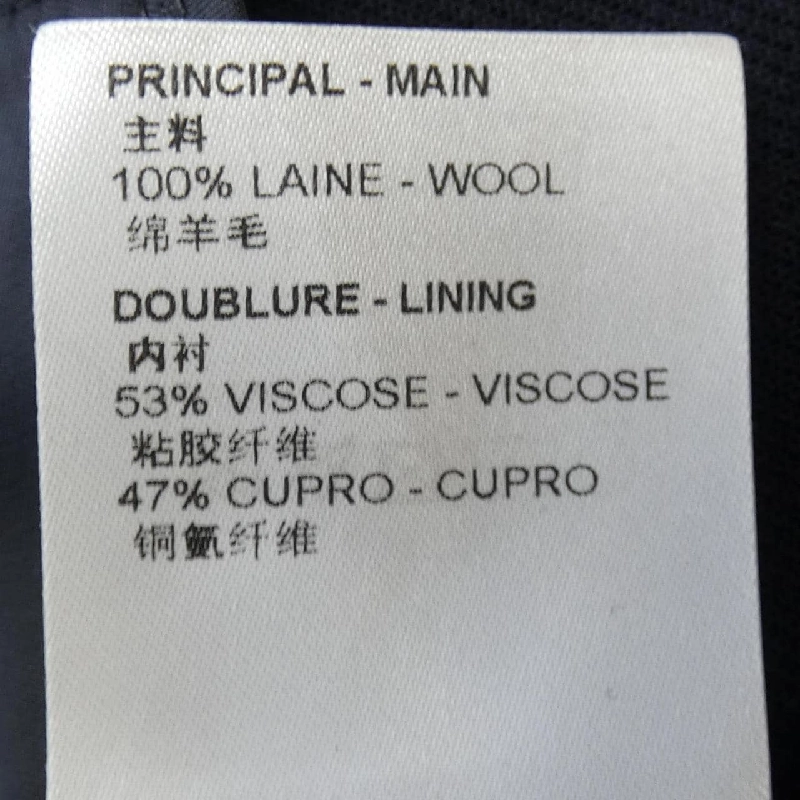 PRINCIPAL - MAIN
主料
100% LAINE - WOOL
绵羊毛
DOUBLURE - LINING
内衬
53% VISCOSE - VISCOSE
粘胶纤维
47% CUPRO - CUPRO
铜氨纤维